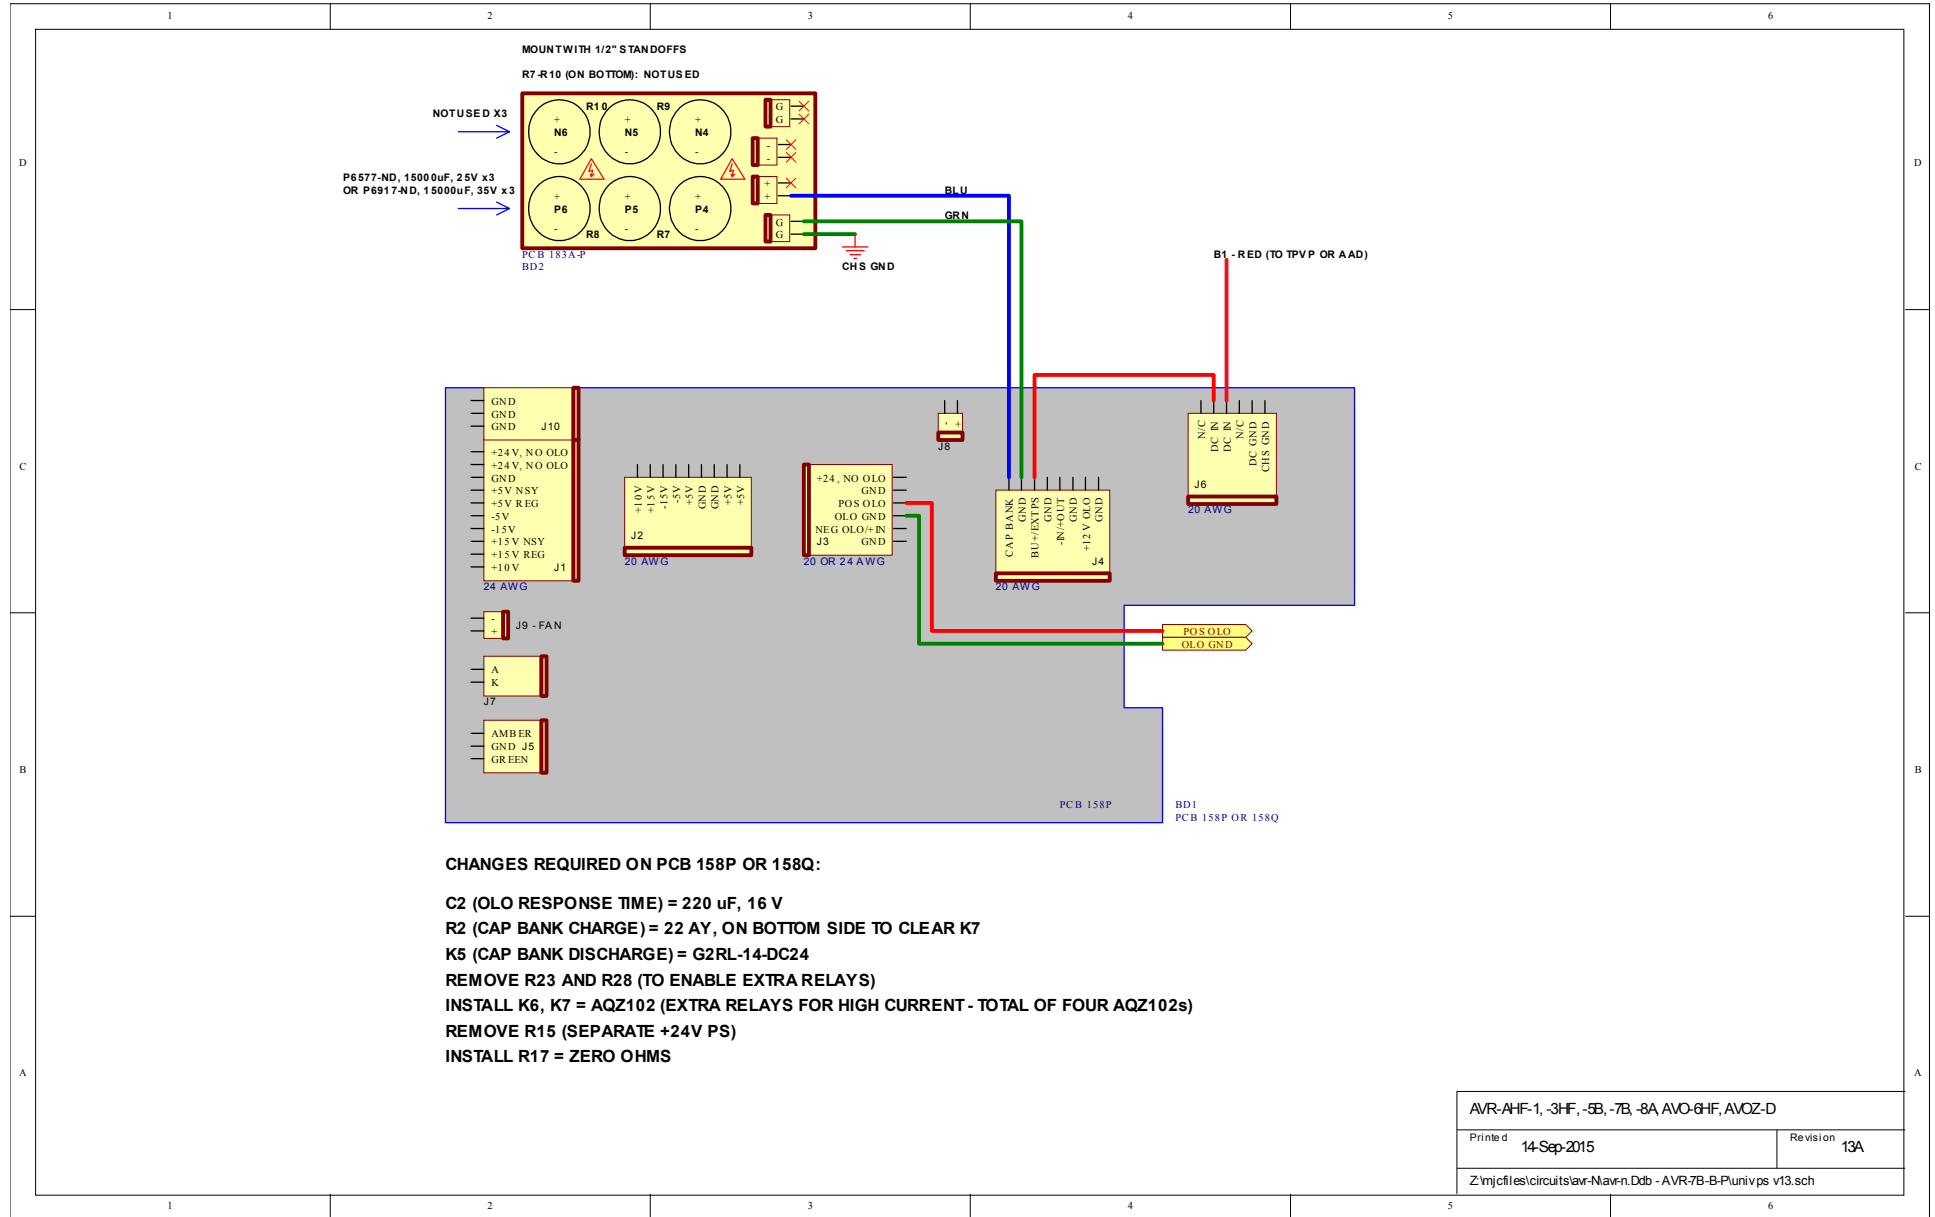 1 2 3 4 5 6
MOUNT WITH 1/2" STANDOFFS
R7-R10 (ON BOTTOM): NOT USED
NOT USED X3
P6577-ND, 15000uF, 25V x3
OR P6917-ND, 15000uF, 35V x3
R10
R9
+
N6
-
+
N5
-
+
N4
-
+
P6
-
+
P5
-
+
P4
-
R8
R7
G
G
-
-
+
+
G
G
PCB 183A-P
BD2
CHS GND
BLU
GRN
B1 - RED (TO TPVP OR AAD)
D
D
C
C
B
B
A
A
GND
GND
GND
J10
+24V, NO OLO
+24V, NO OLO
GND
+5V NSY
+5V REG
-5V
-15V
+15V NSY
+15V REG
+10V
J1
24 AWG
+10V
+15V
-15V
-5V
+5V
GND
GND
+5V
+5V
J2
20 AWG
+24, NO OLO
GND
POS OLO
OLO GND
NEG OLO/+IN
GND
J3
20 OR 24 AWG
- +
J8
CAP BANK
GND
BU+/EXT PS
GND
-IN/+OUT
GND
+12V OLO
GND
J4
20 AWG
N/C
DC IN
DC IN
N/C
DC GND
CHS GND
J6
20 AWG
-
+
J9 - FAN
A
K
J7
AMBER
GND
GREEN
J5
POS OLO
OLO GND
PCB 158P
BD1
PCB 158P OR 158Q
CHANGES REQUIRED ON PCB 158P OR 158Q:
C2 (OLO RESPONSE TIME) = 220 uF, 16 V
R2 (CAP BANK CHARGE) = 22 AY, ON BOTTOM SIDE TO CLEAR K7
K5 (CAP BANK DISCHARGE) = G2RL-14-DC24
REMOVE R23 AND R28 (TO ENABLE EXTRA RELAYS)
INSTALL K6, K7 = AQZ102 (EXTRA RELAYS FOR HIGH CURRENT - TOTAL OF FOUR AQZ102s)
REMOVE R15 (SEPARATE +24V PS)
INSTALL R17 = ZERO OHMS
AVR-AHF-1, -3HF, -5B, -7B, -8A, AVO-6HF, AVOZ-D
Printed 14-Sep-2015
Revision 13A
Z:\mjcfiles\circuits\avr-N\avr-n.Ddb - AVR-7B-B-P\univ ps v13.sch
1 2 3 4 5 6